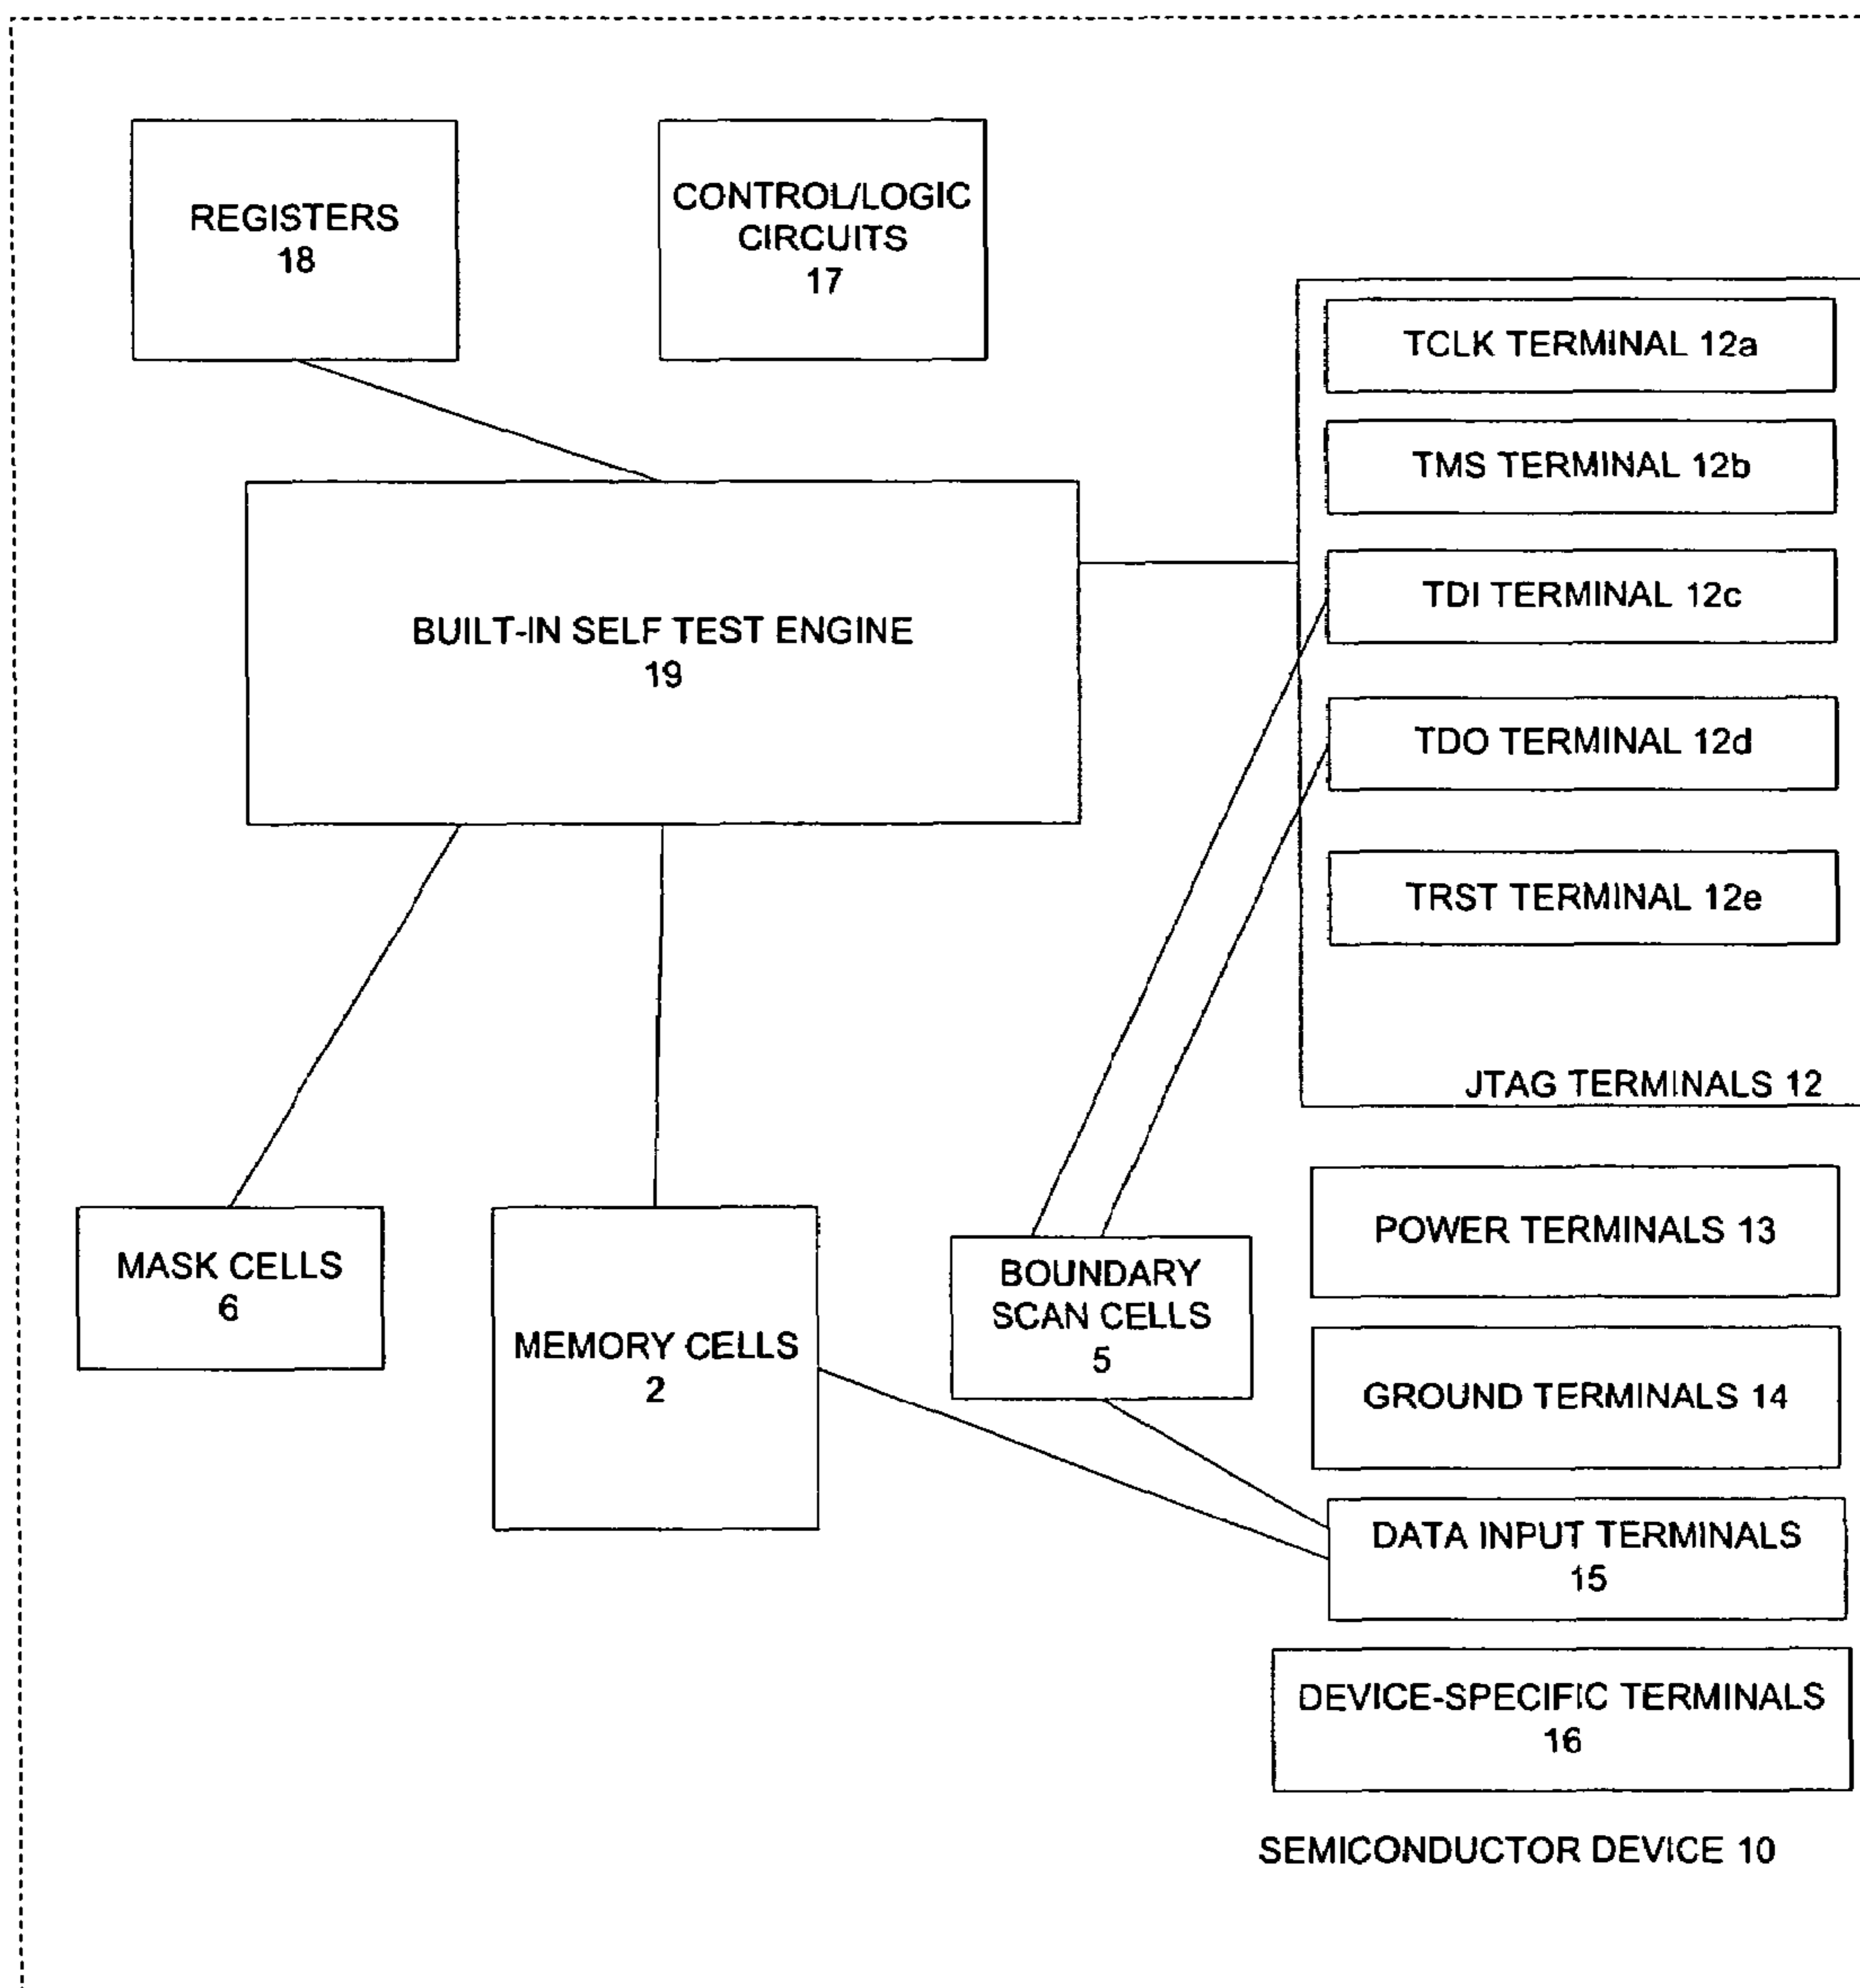 REGISTERS
18
CONTROL/LOGIC
CIRCUITS
17
TCLK TERMINAL 12a
TMS TERMINAL 12b
TDI TERMINAL 12c
TDO TERMINAL 12d
TRST TERMINAL 12e
JTAG TERMINALS 12
BUILT-IN SELF TEST ENGINE
19
MASK CELLS
6
MEMORY CELLS
2
BOUNDARY
SCAN CELLS
5
POWER TERMINALS 13
GROUND TERMINALS 14
DATA INPUT TERMINALS
15
DEVICE-SPECIFIC TERMINALS
16
SEMICONDUCTOR DEVICE 10